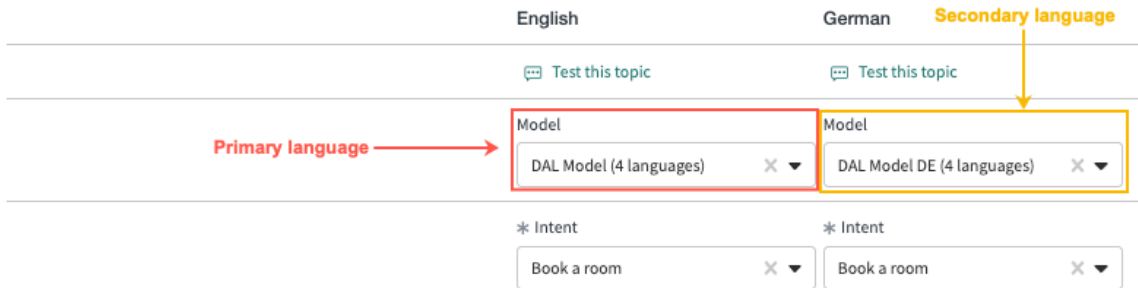 English German Secondary language
Test this topic Test this topic
Model Model
Primary language
DAL Model (4 languages) DAL Model DE (4 languages)
* Intent * Intent
Book a room Book a room